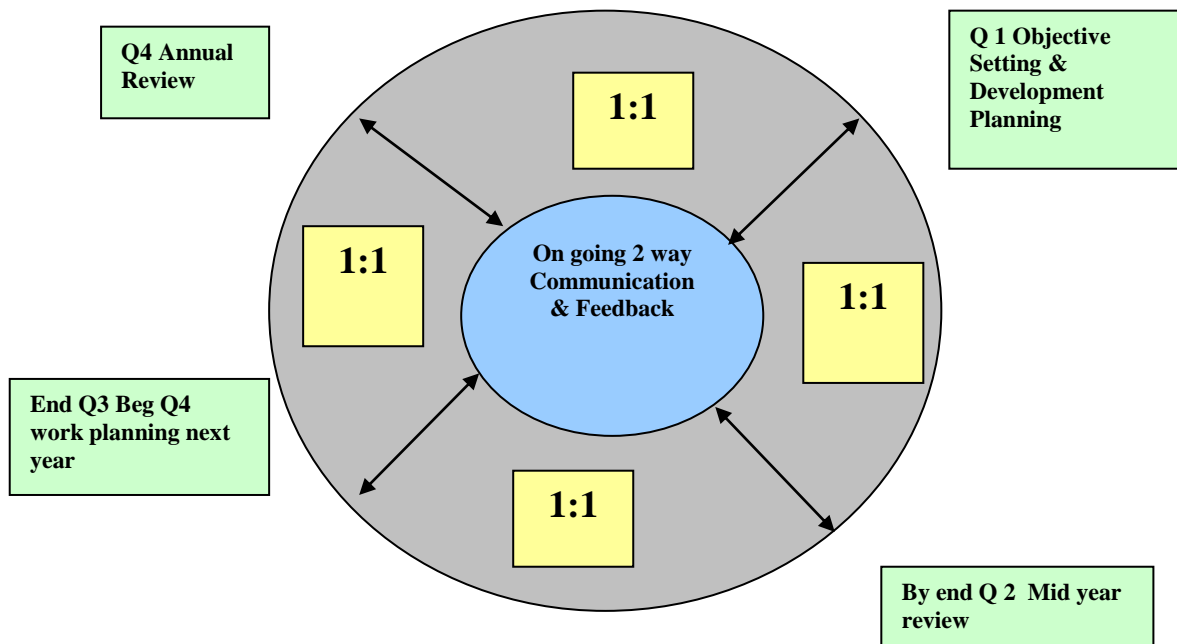 Q4 Annual
Review
Q 1 Objective
Setting &
Development
Planning
1:1
1:1
On going 2 way
Communication
& Feedback
1:1
End Q3 Beg Q4
work planning next
year
1:1
By end Q 2 Mid year
review